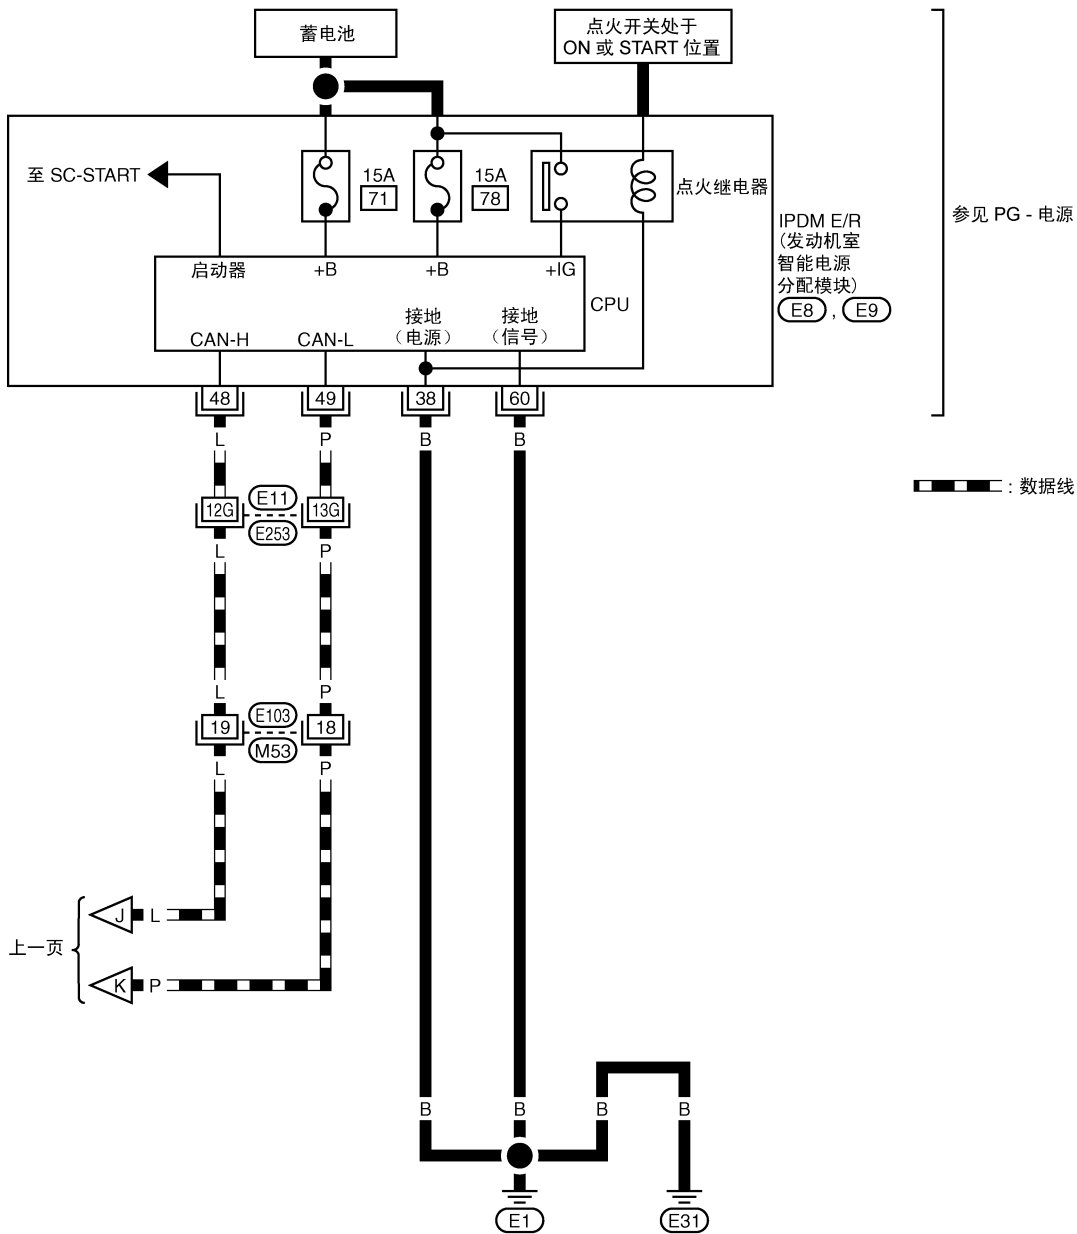 蓄电池
点火开关处于
ON 或 START 位置
至 SC-START
15A
71
15A
78
点火继电器
参见 PG - 电源
IPDM E/R
（发动机室
智能电源
分配模块）
E8 , E9
启动器
+B
+B
+IG
CPU
接地
（电源）
接地
（信号）
CAN-H
CAN-L
48
49
38
60
L
P
B
B
: 数据线
12G
E11
13G
E253
L
P
L
P
19
E103
18
M53
L
P
上一页
J
L
K
P
B
B
B
B
E1
E31